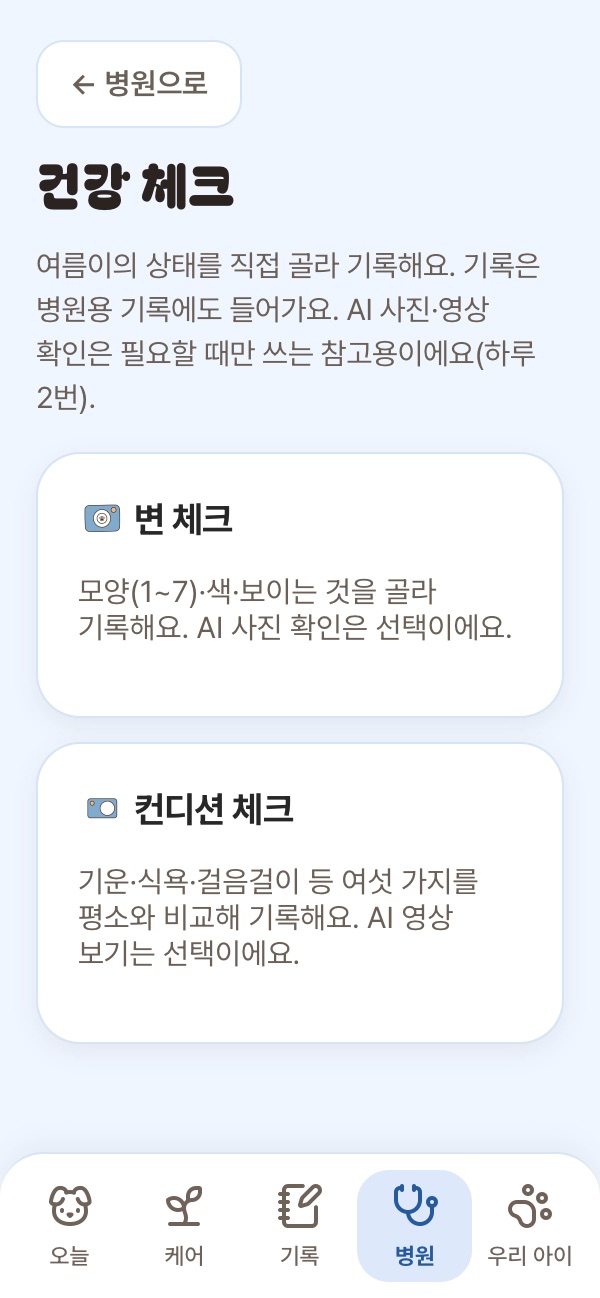 ← 병원으로
건강 체크
여름이의 상태를 직접 골라 기록해요. 기록은
병원용 기록에도 들어가요. AI 사진·영상
확인은 필요할 때만 쓰는 참고용이에요(하루
2번).
변 체크
모양(1~7)·색·보이는 것을 골라
기록해요. AI 사진 확인은 선택이에요.
컨디션 체크
기운·식욕·걸음걸이 등 여섯 가지를
평소와 비교해 기록해요. AI 영상
보기는 선택이에요.
오늘 케어 기록 병원 우리 아이